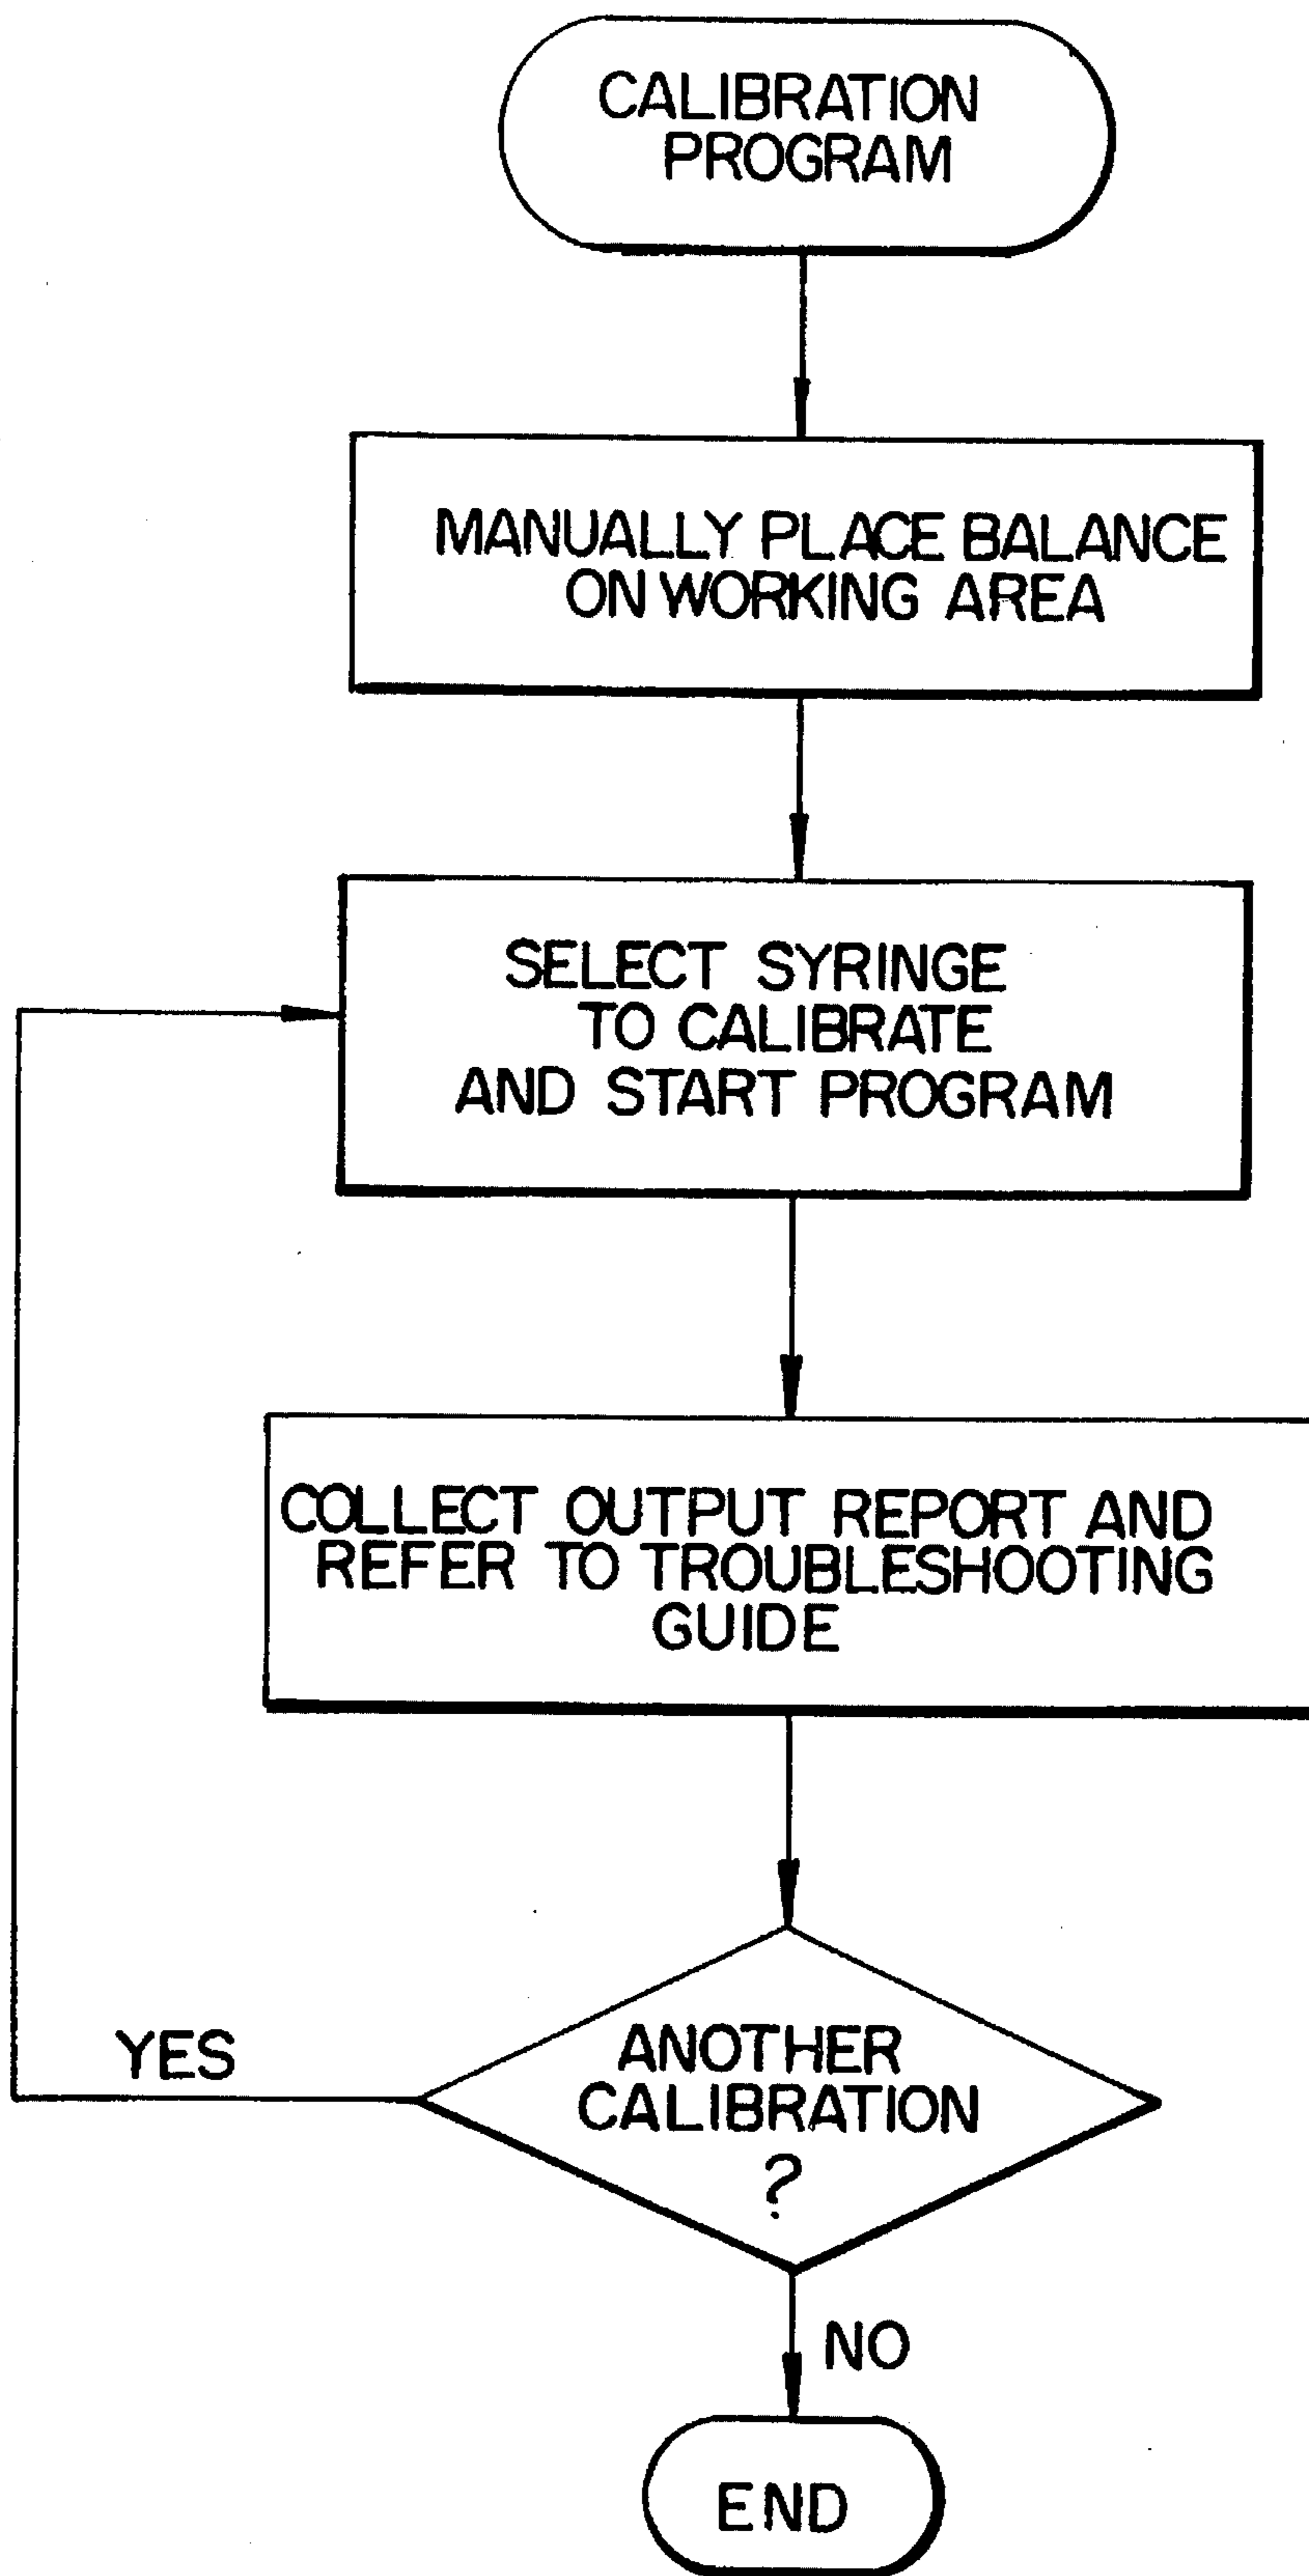 CALIBRATION
PROGRAM
MANUALLY PLACE BALANCE
ON WORKING AREA
SELECT SYRINGE
TO CALIBRATE
AND START PROGRAM
COLLECT OUTPUT REPORT AND
REFER TO TROUBLESHOOTING
GUIDE
ANOTHER
CALIBRATION
?
YES
NO
END